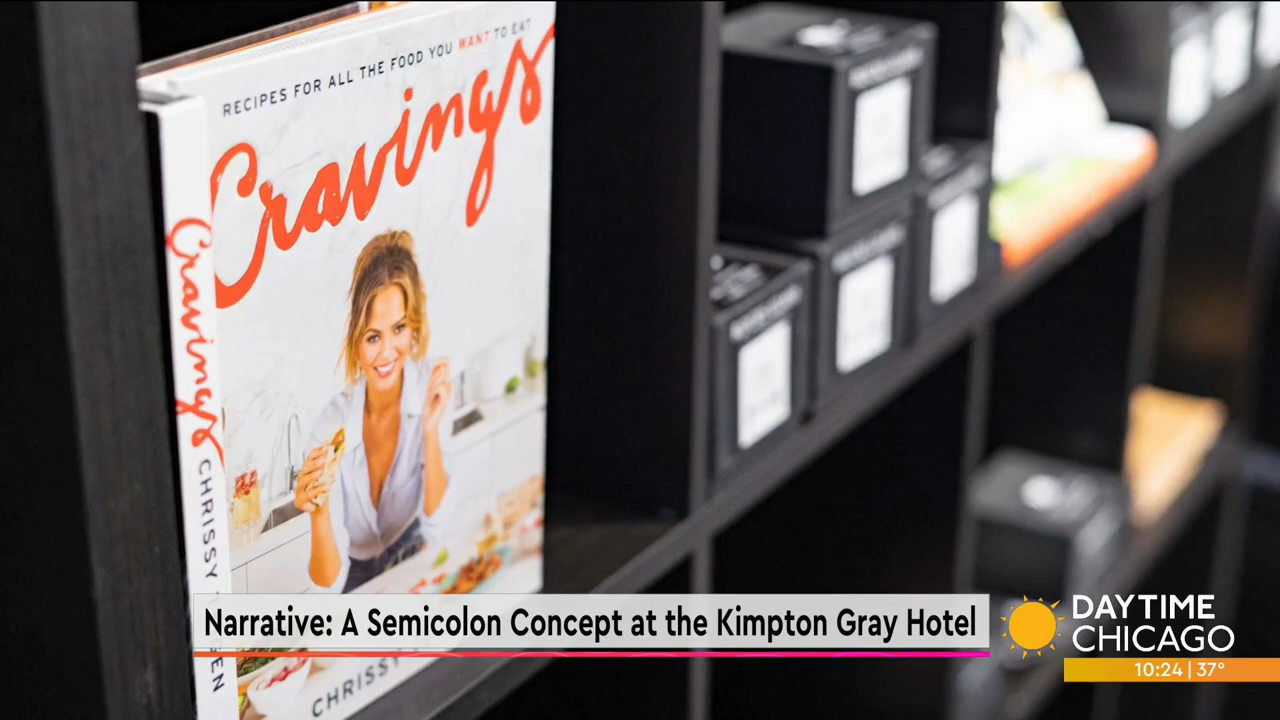 RECIPES FOR ALL THE FOOD YOU WANT TO EAT
Cravings
Cravings
CHRISSY
EN
CHRISSY
Narrative: A Semicolon Concept at the Kimpton Gray Hotel
DAYTIME
CHICAGO
10:24 | 37°